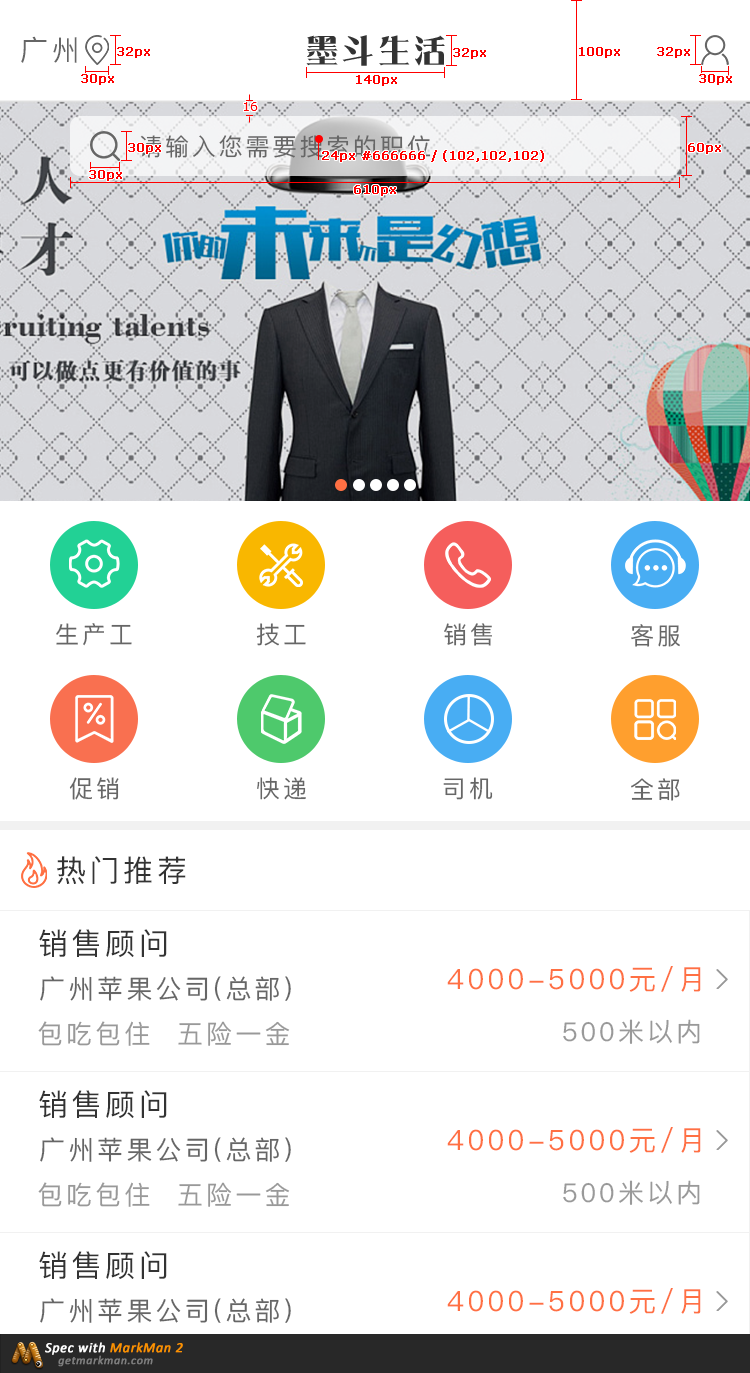 广州
32px
30px
墨斗生活
32px
140px
100px
32px
30px
16
请输入您需要搜索的职位
30px
30px
24px #666666 / (102,102,102)
60px
610px
人才
你的未来m是幻想
ruiting talents
可以做点更有价值的事
生产工
技工
销售
客服
促销
快递
司机
全部
热门推荐
销售顾问
广州苹果公司(总部)
4000-5000元/月
包吃包住 五险一金
500米以内
销售顾问
广州苹果公司(总部)
4000-5000元/月
包吃包住 五险一金
500米以内
销售顾问
广州苹果公司(总部)
4000-5000元/月
Spec with MarkMan 2
getmarkman.com